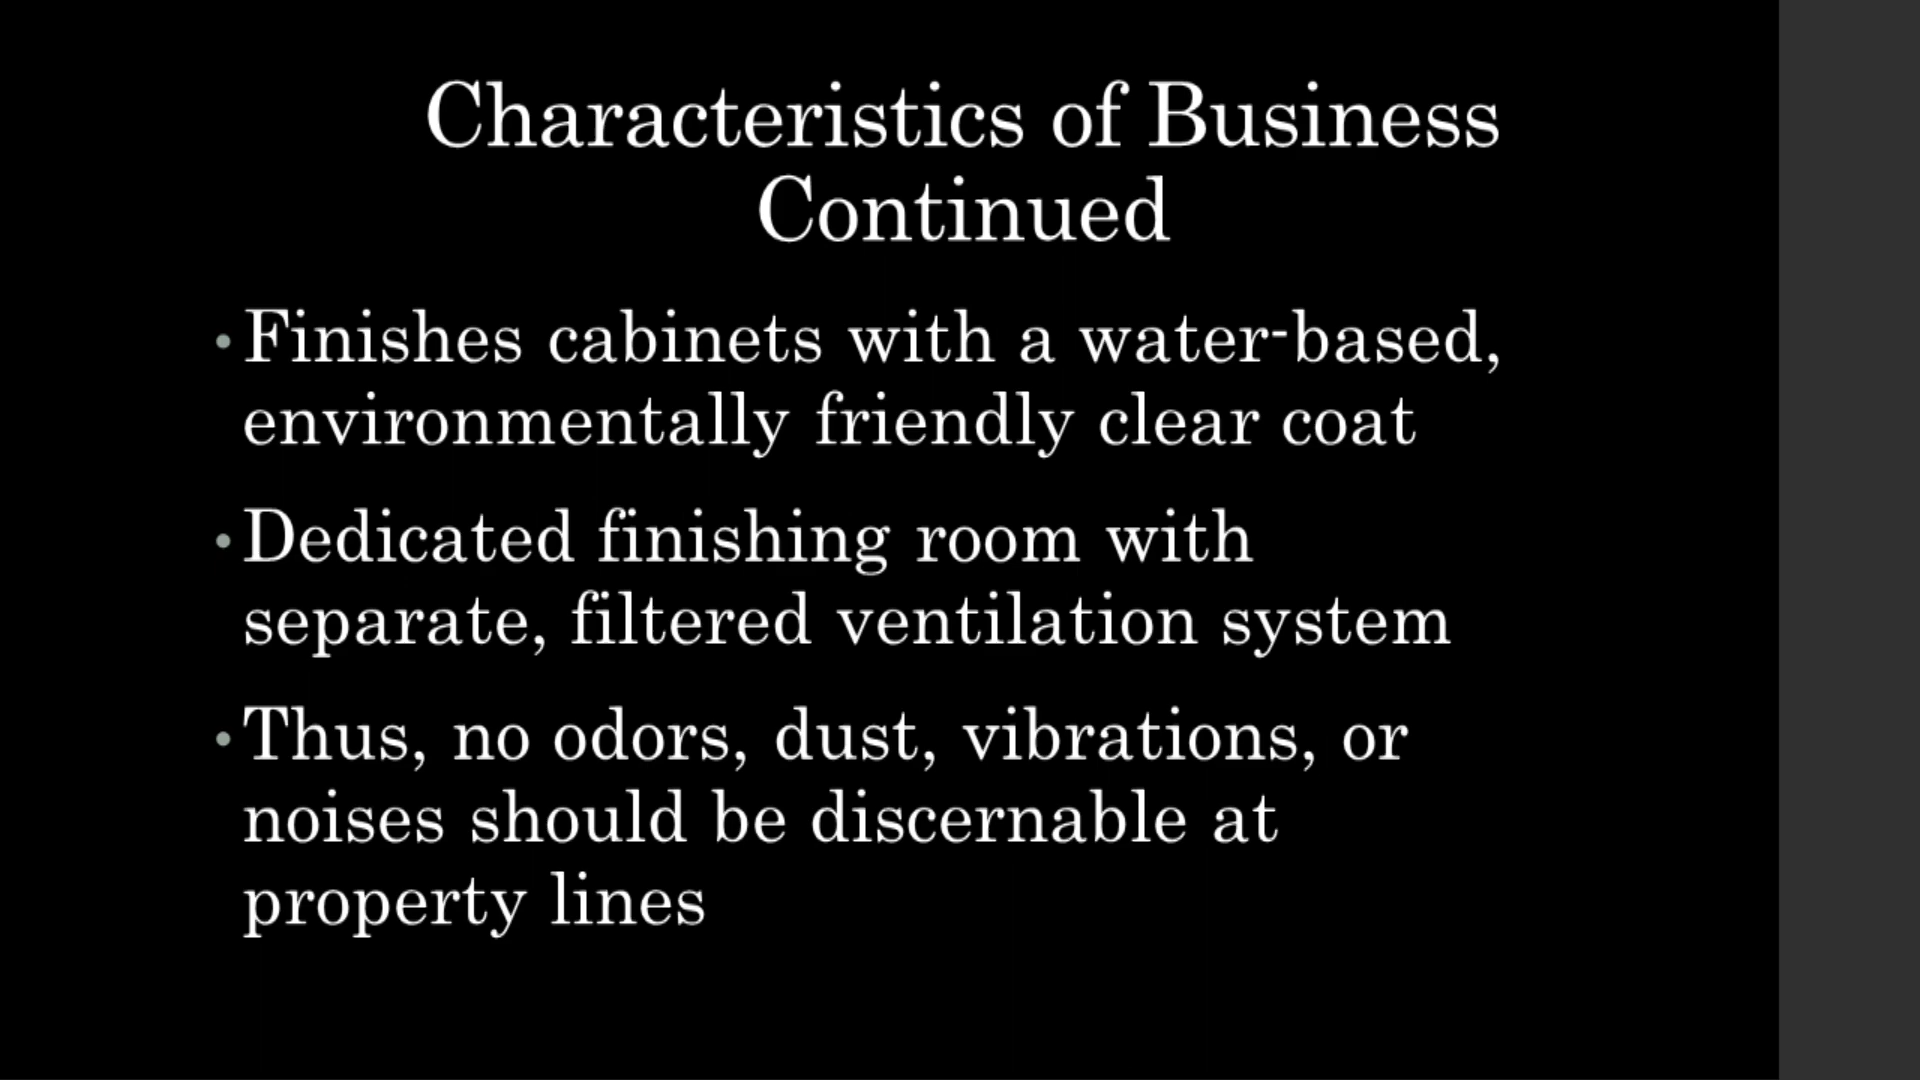 Characteristics of Business
Continued
• Finishes cabinets with a water-based,
environmentally friendly clear coat
• Dedicated finishing room with
separate, filtered ventilation system
• Thus, no odors, dust, vibrations, or
noises should be discernable at
property lines